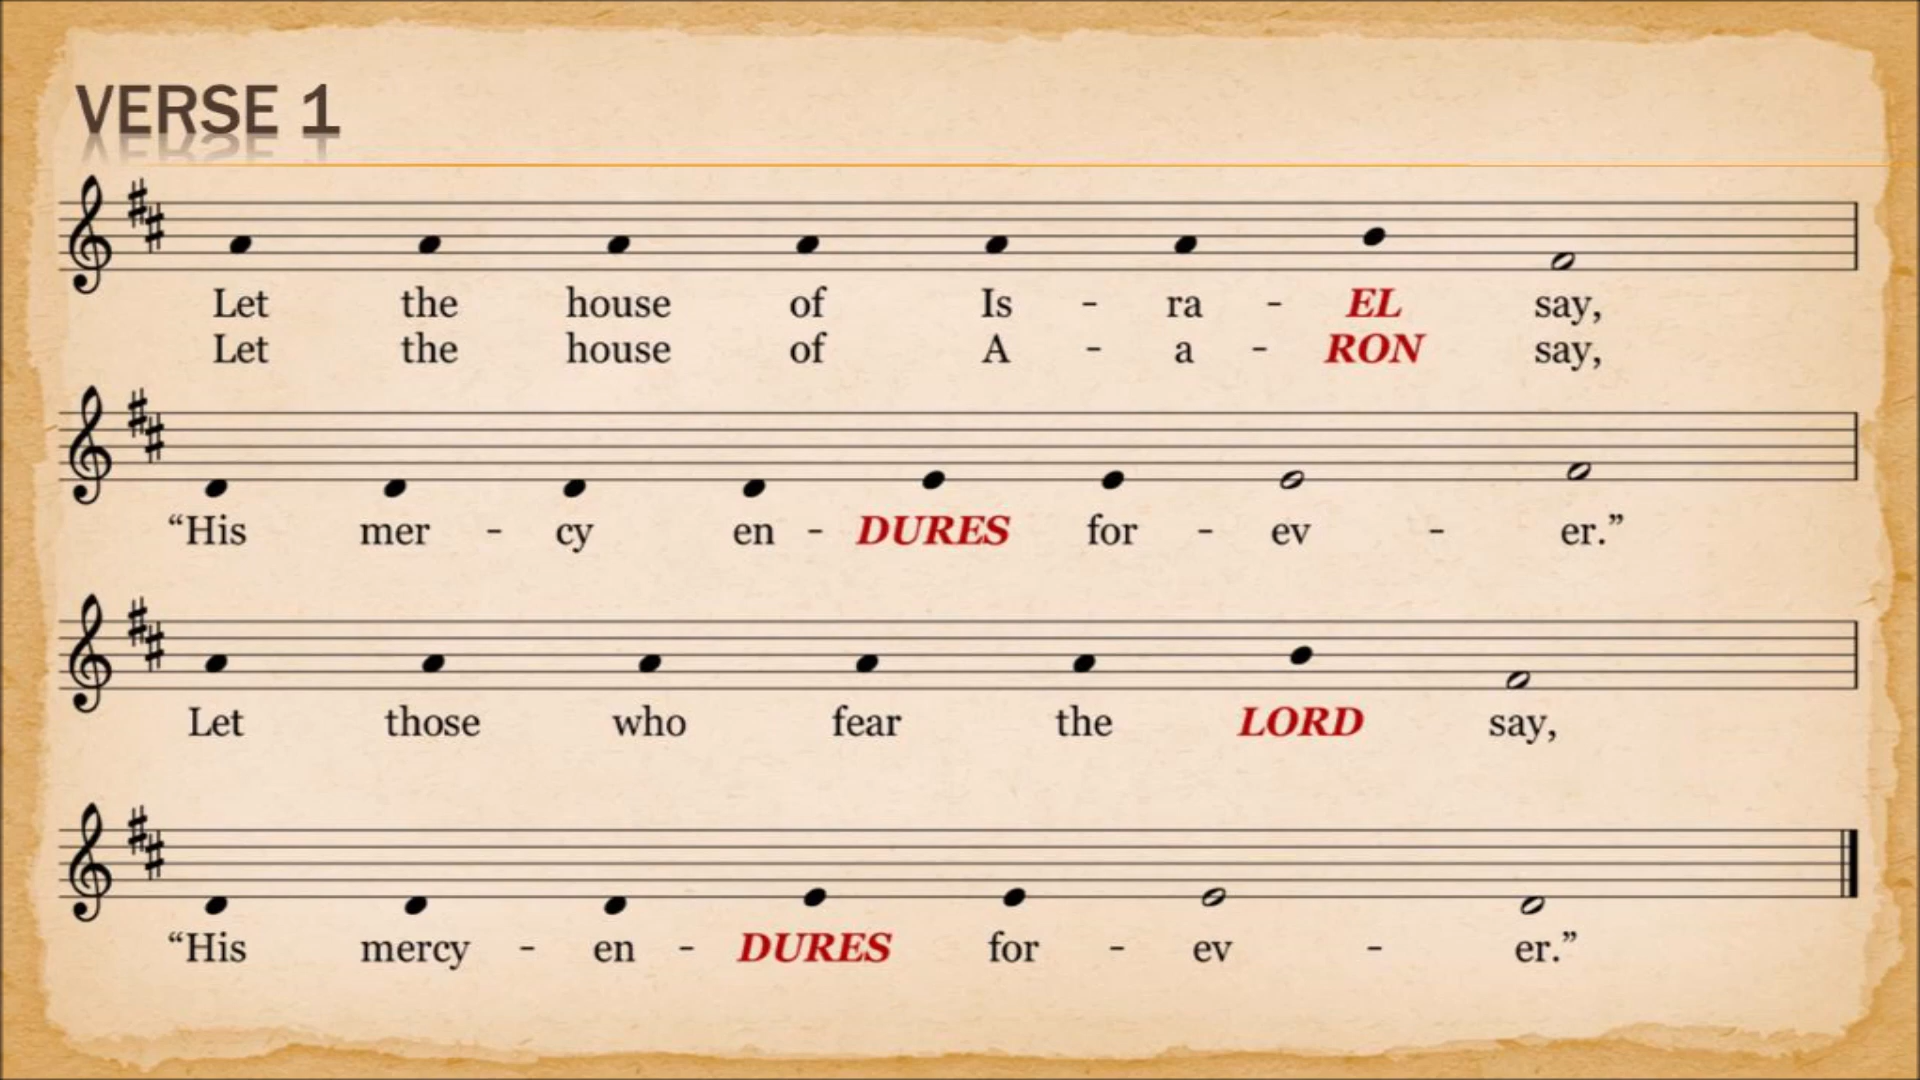 VERSE 1
Let the house of Is - ra - EL say,
Let the house of A - a - RON say,
“His mer - cy en - DURES for - ev - er.”
Let those who fear the LORD say,
“His mercy - en - DURES for - ev - er.”